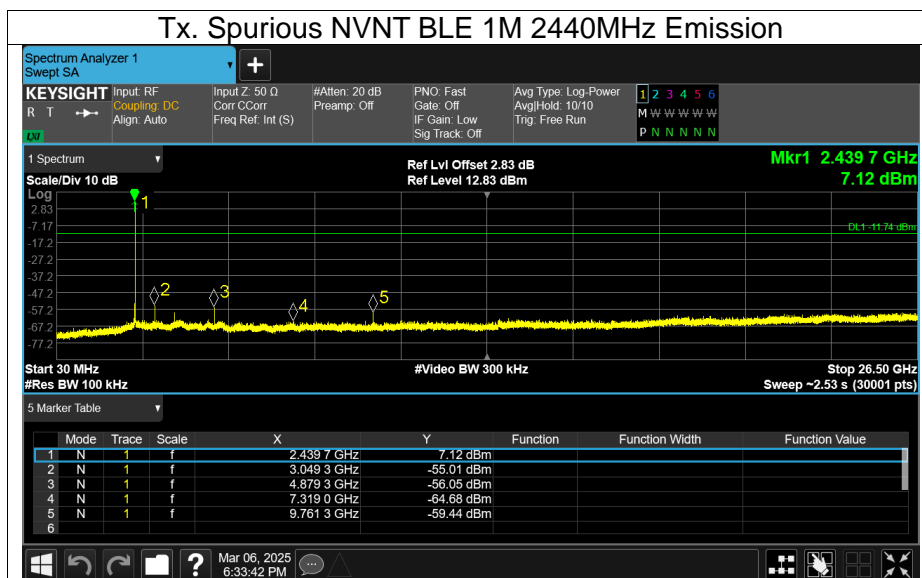 Tx. Spurious NVNT BLE 1M 2440MHz Emission
Spectrum Analyzer 1
Swept SA
+
KEYSIGHT Input: RF Input Z: 50 Ω #Atten: 20 dB PNO: Fast Avg Type: Log-Power 1 2 3 4 5 6
R T Coupling: DC Corr CCorr Preamp: Off Gate: Off Avg|Hold: 10/10 M W W W W W
Align: Auto Freq Ref: Int (S) IF Gain: Low Trig: Free Run
LXI Sig Track: Off P N N N N N
1 Spectrum Ref Lvl Offset 2.83 dB Mkr1 2.439 7 GHz
Scale/Div 10 dB Ref Level 12.83 dBm 7.12 dBm
Log
1
2.83
-7.17
DL1 -11.74 dBm
-17.2
-27.2
-37.2
-47.2 2 3 5
-57.2 4
-67.2
-77.2
Start 30 MHz #Video BW 300 kHz Stop 26.50 GHz
#Res BW 100 kHz Sweep ~2.53 s (30001 pts)
5 Marker Table
Mode Trace Scale X Y Function Function Width Function Value
1 N 1 f 2.439 7 GHz 7.12 dBm
2 N 1 f 3.049 3 GHz -55.01 dBm
3 N 1 f 4.879 3 GHz -56.05 dBm
4 N 1 f 7.319 0 GHz -64.68 dBm
5 N 1 f 9.761 3 GHz -59.44 dBm
6
? Mar 06, 2025
6:33:42 PM